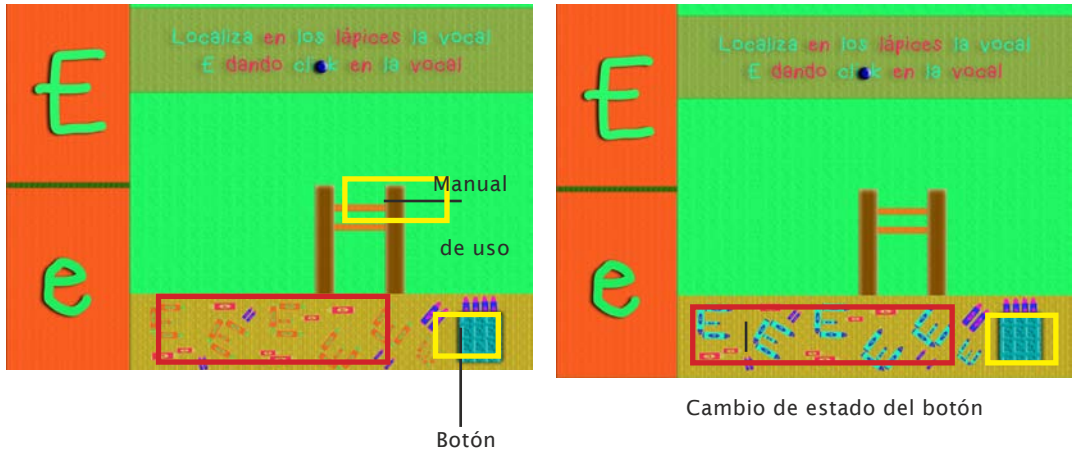 E
e
Localiza en los lápices la vocal
E dando click en la vocal
Manual
de uso
Botón
E
e
Localiza en los lápices la vocal
E dando click en la vocal
Cambio de estado del botón